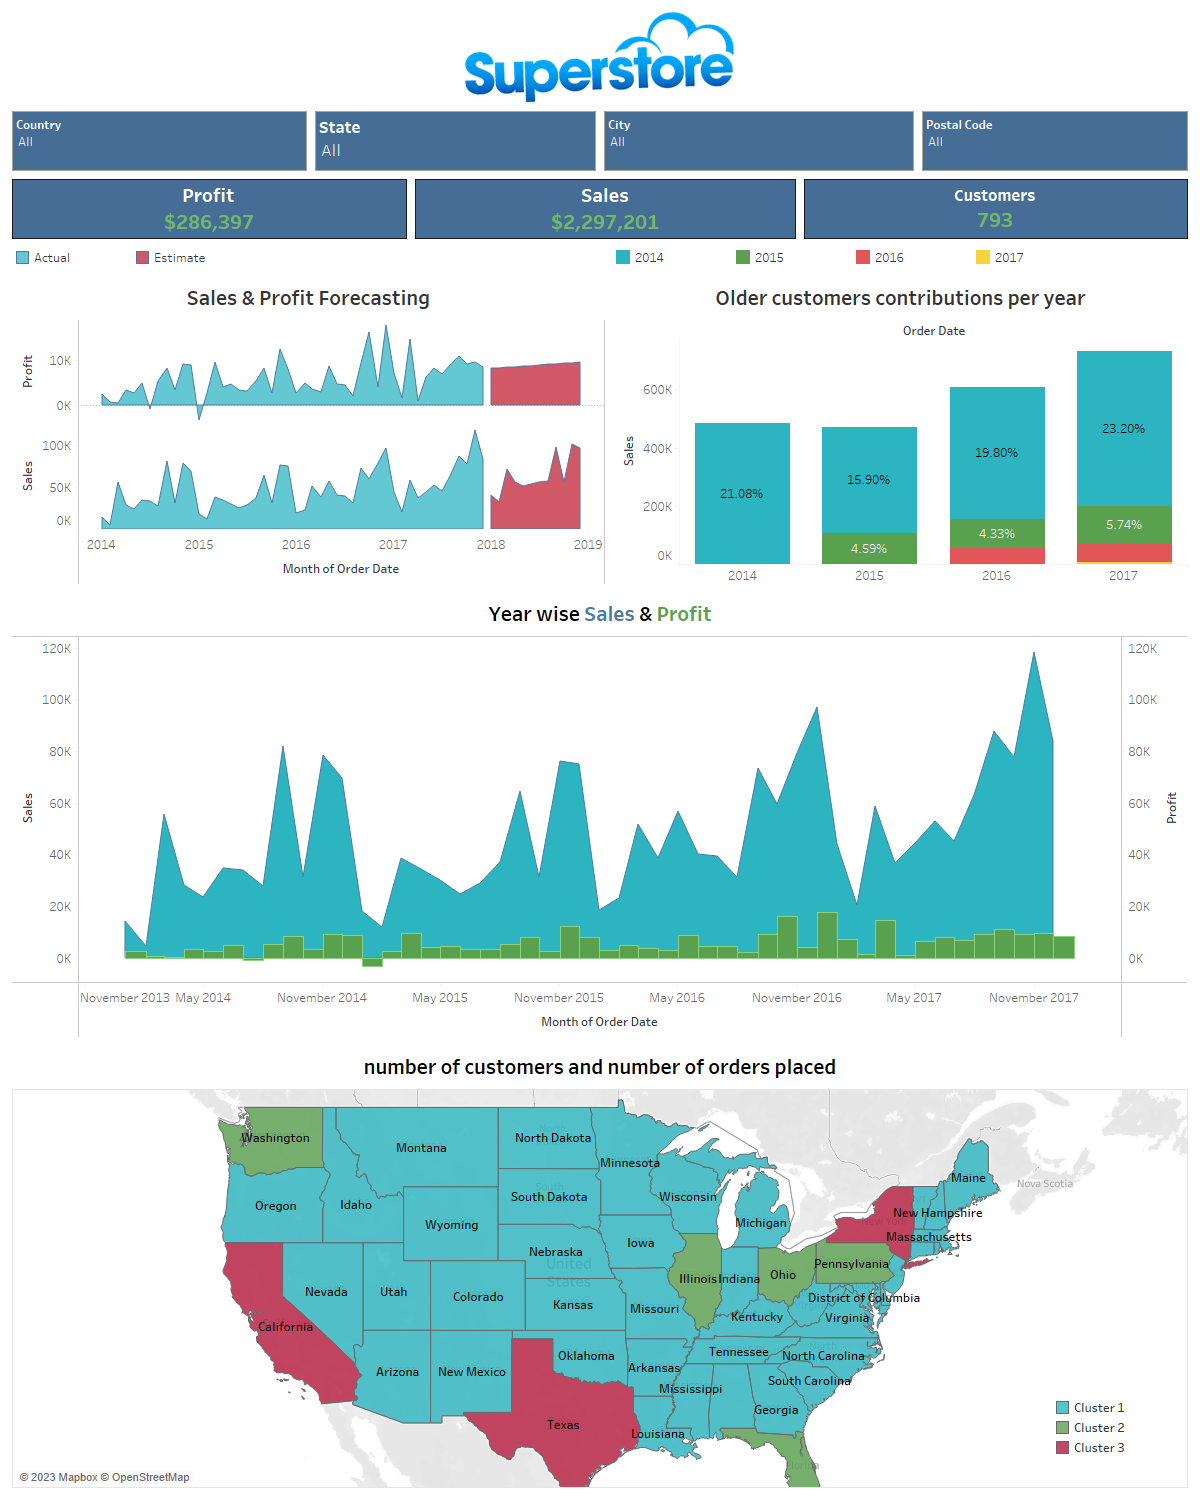 Superstore
Country
All
State
All
City
All
Postal Code
All
Profit
$286,397
Sales
$2,297,201
Customers
793
Actual
Estimate
2014
2015
2016
2017
Sales & Profit Forecasting
Profit
10K
0K
Sales
100K
50K
0K
2014 2015 2016 2017 2018 2019
Month of Order Date
Older customers contributions per year
Order Date
Sales
600K
400K
200K
0K
21.08%
15.90%
4.59%
19.80%
4.33%
23.20%
5.74%
2014 2015 2016 2017
Year wise Sales & Profit
Sales
120K
100K
80K
60K
40K
20K
0K
120K
100K
80K
60K
40K
20K
0K
Profit
November 2013 May 2014 November 2014 May 2015 November 2015 May 2016 November 2016 May 2017 November 2017
Month of Order Date
number of customers and number of orders placed
Washington
Montana
North Dakota
Minnesota
Maine
Nova Scotia
Oregon
Idaho
South Dakota
Wisconsin
Wyoming
Michigan
New Hampshire
Massachusetts
Iowa
Nebraska
United
States
Illinois
Indiana
Ohio
Pennsylvania
Nevada
Utah
Colorado
Kansas
Missouri
Kentucky
District of Columbia
Virginia
California
Arizona
New Mexico
Oklahoma
Arkansas
Tennessee
North Carolina
South Carolina
Mississippi
Georgia
Texas
Louisiana
Florida
Cluster 1
Cluster 2
Cluster 3
© 2023 Mapbox © OpenStreetMap